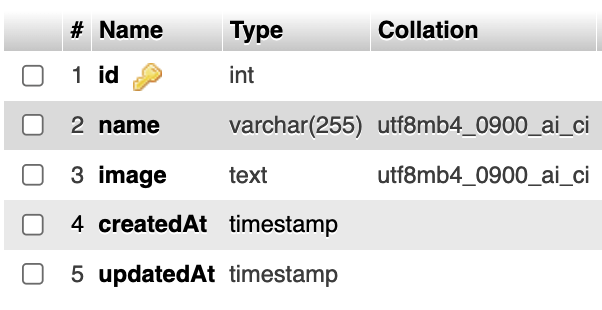 # Name Type Collation
1 id int
2 name varchar(255) utf8mb4_0900_ai_ci
3 image text utf8mb4_0900_ai_ci
4 createdAt timestamp
5 updatedAt timestamp